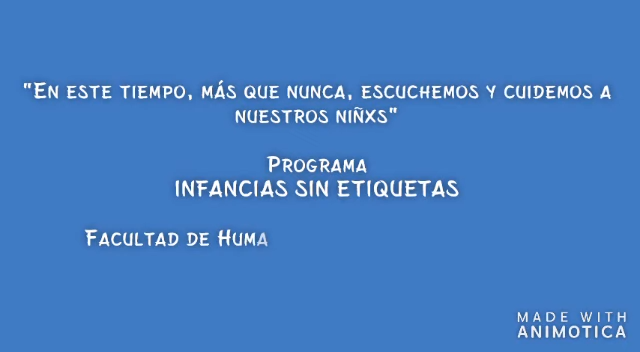 "En este tiempo, más que nunca, escuchemos y cuidemos a
nuestros niñxs"
Programa
INFANCIAS SIN ETIQUETAS
Facultad de Huma
MADE WITH
ANIMOTICA